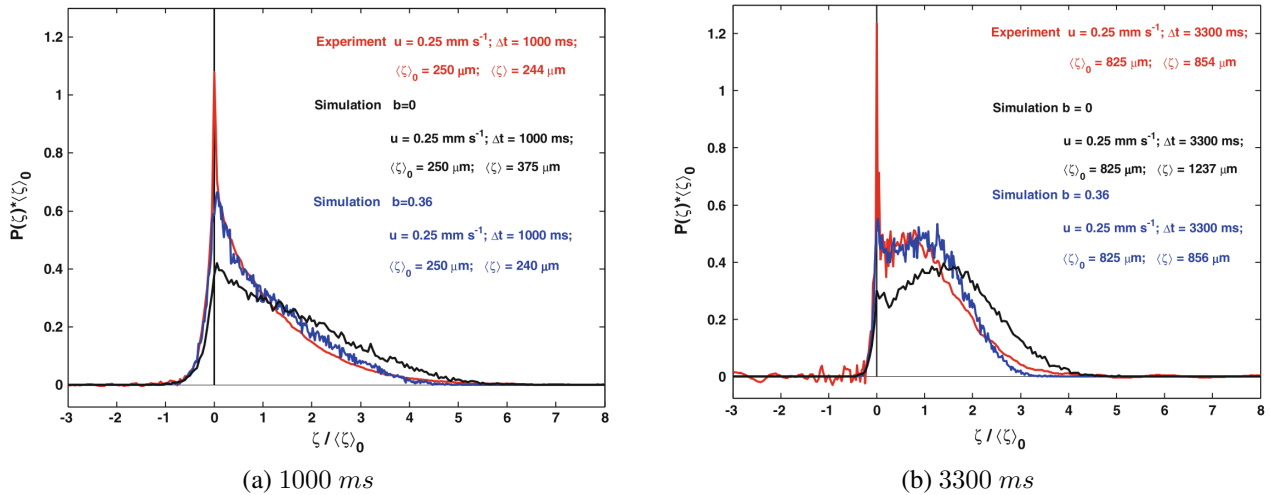 Experiment u = 0.25 mm s⁻¹; Δt = 1000 ms;
⟨ζ⟩₀ = 250 μm; ⟨ζ⟩ = 244 μm
Simulation b=0
u = 0.25 mm s⁻¹; Δt = 1000 ms;
⟨ζ⟩₀ = 250 μm; ⟨ζ⟩ = 375 μm
Simulation b=0.36
u = 0.25 mm s⁻¹; Δt = 1000 ms;
⟨ζ⟩₀ = 250 μm; ⟨ζ⟩ = 240 μm
P(ζ)*⟨ζ⟩₀
1.2
1
0.8
0.6
0.4
0.2
0
-3 -2 -1 0 1 2 3 4 5 6 7 8
ζ / ⟨ζ⟩₀
(a) 1000 ms
Experiment u = 0.25 mm s⁻¹; Δt = 3300 ms;
⟨ζ⟩₀ = 825 μm; ⟨ζ⟩ = 854 μm
Simulation b = 0
u = 0.25 mm s⁻¹; Δt = 3300 ms;
⟨ζ⟩₀ = 825 μm; ⟨ζ⟩ = 1237 μm
Simulation b = 0.36
u = 0.25 mm s⁻¹; Δt = 3300 ms;
⟨ζ⟩₀ = 825 μm; ⟨ζ⟩ = 856 μm
P(ζ)*⟨ζ⟩₀
1.2
1
0.8
0.6
0.4
0.2
0
-3 -2 -1 0 1 2 3 4 5 6 7 8
ζ / ⟨ζ⟩₀
(b) 3300 ms